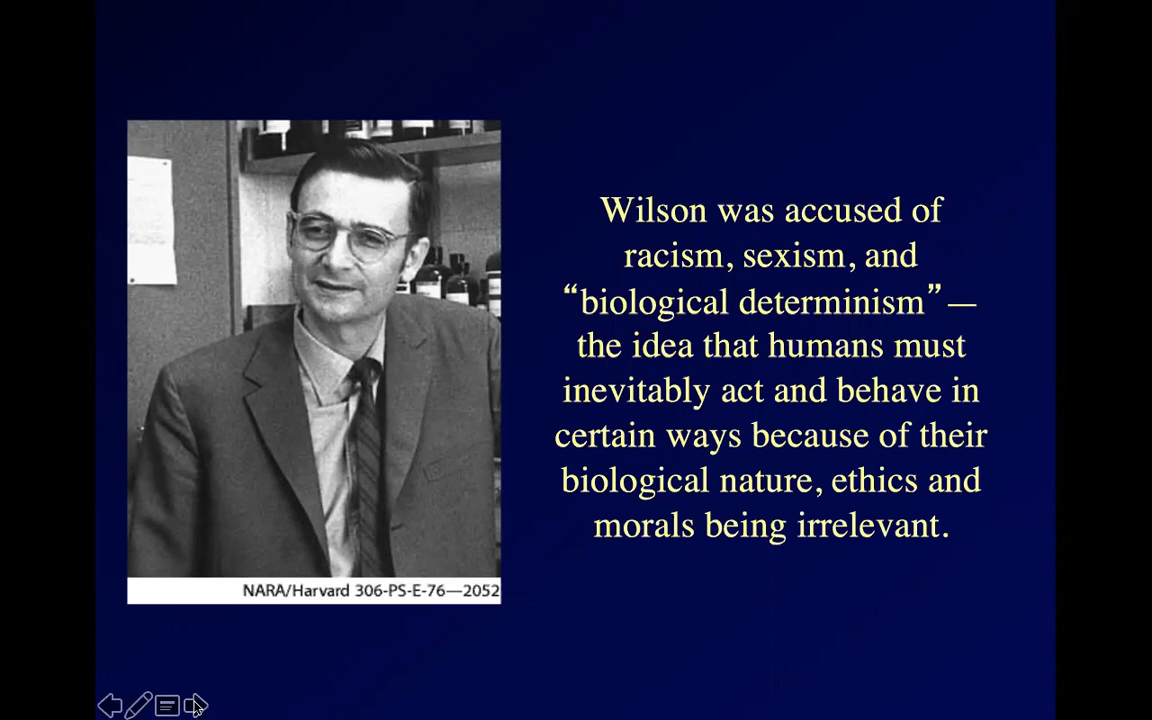 Wilson was accused of
racism, sexism, and
“biological determinism”—
the idea that humans must
inevitably act and behave in
certain ways because of their
biological nature, ethics and
morals being irrelevant.
NARA/Harvard 306-PS-E-76—2052